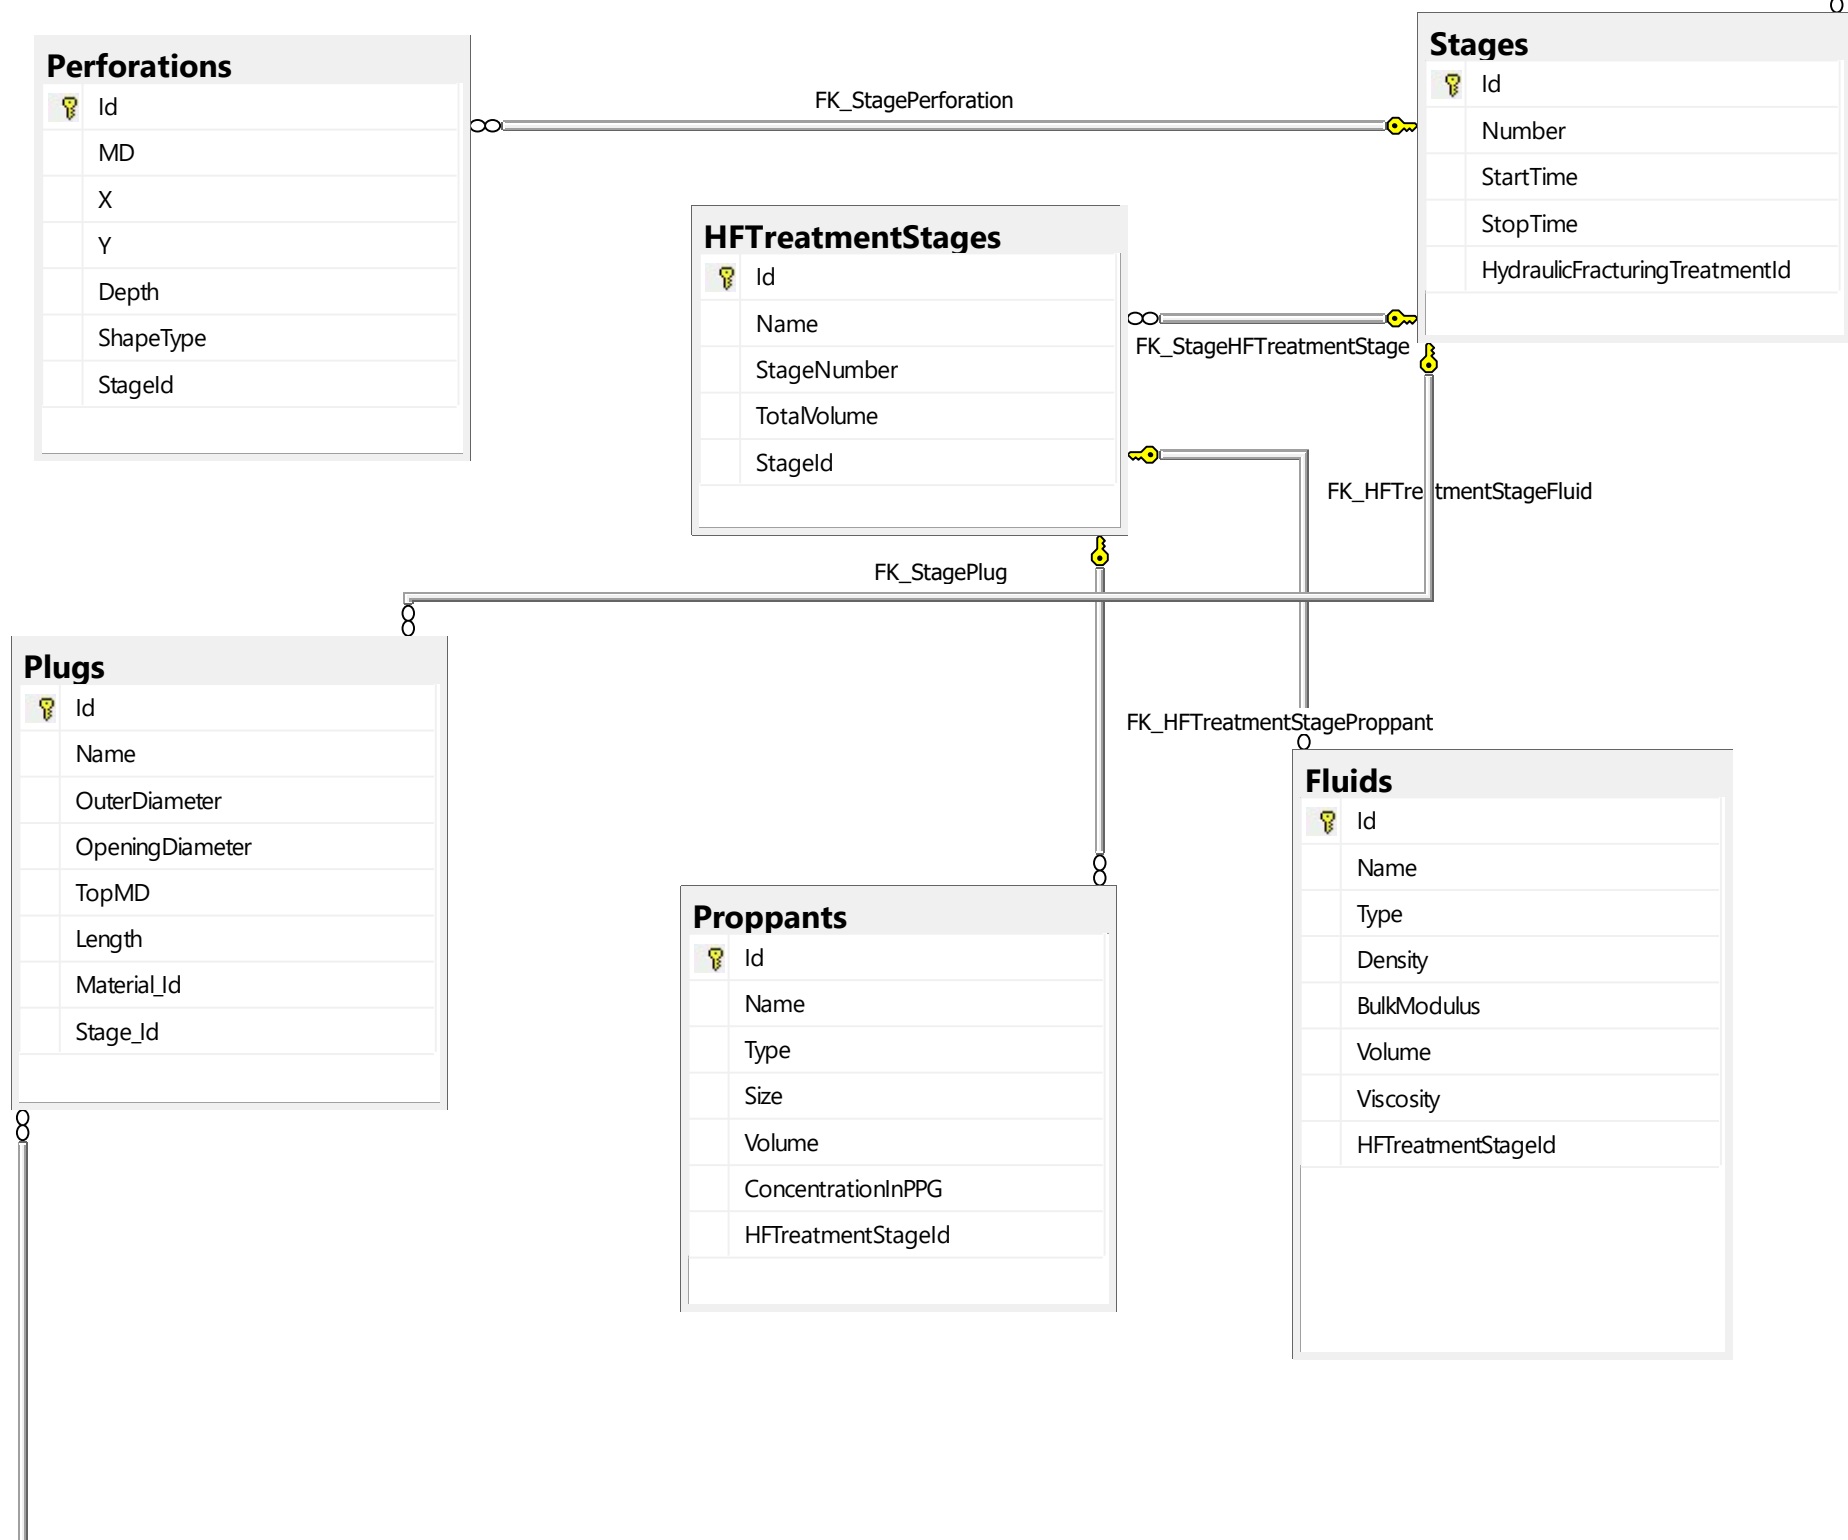 Perforations
Id
MD
X
Y
Depth
ShapeType
StageId
FK_StagePerforation
Stages
Id
Number
StartTime
StopTime
HydraulicFracturingTreatmentId
HFTreatmentStages
Id
Name
StageNumber
TotalVolume
StageId
FK_StageHFTreatmentStage
FK_HFTreatmentStageFluid
FK_StagePlug
Plugs
Id
Name
OuterDiameter
OpeningDiameter
TopMD
Length
Material_Id
Stage_Id
FK_HFTreatmentStageProppant
Proppants
Id
Name
Type
Size
Volume
ConcentrationInPPG
HFTreatmentStageId
Fluids
Id
Name
Type
Density
BulkModulus
Volume
Viscosity
HFTreatmentStageId